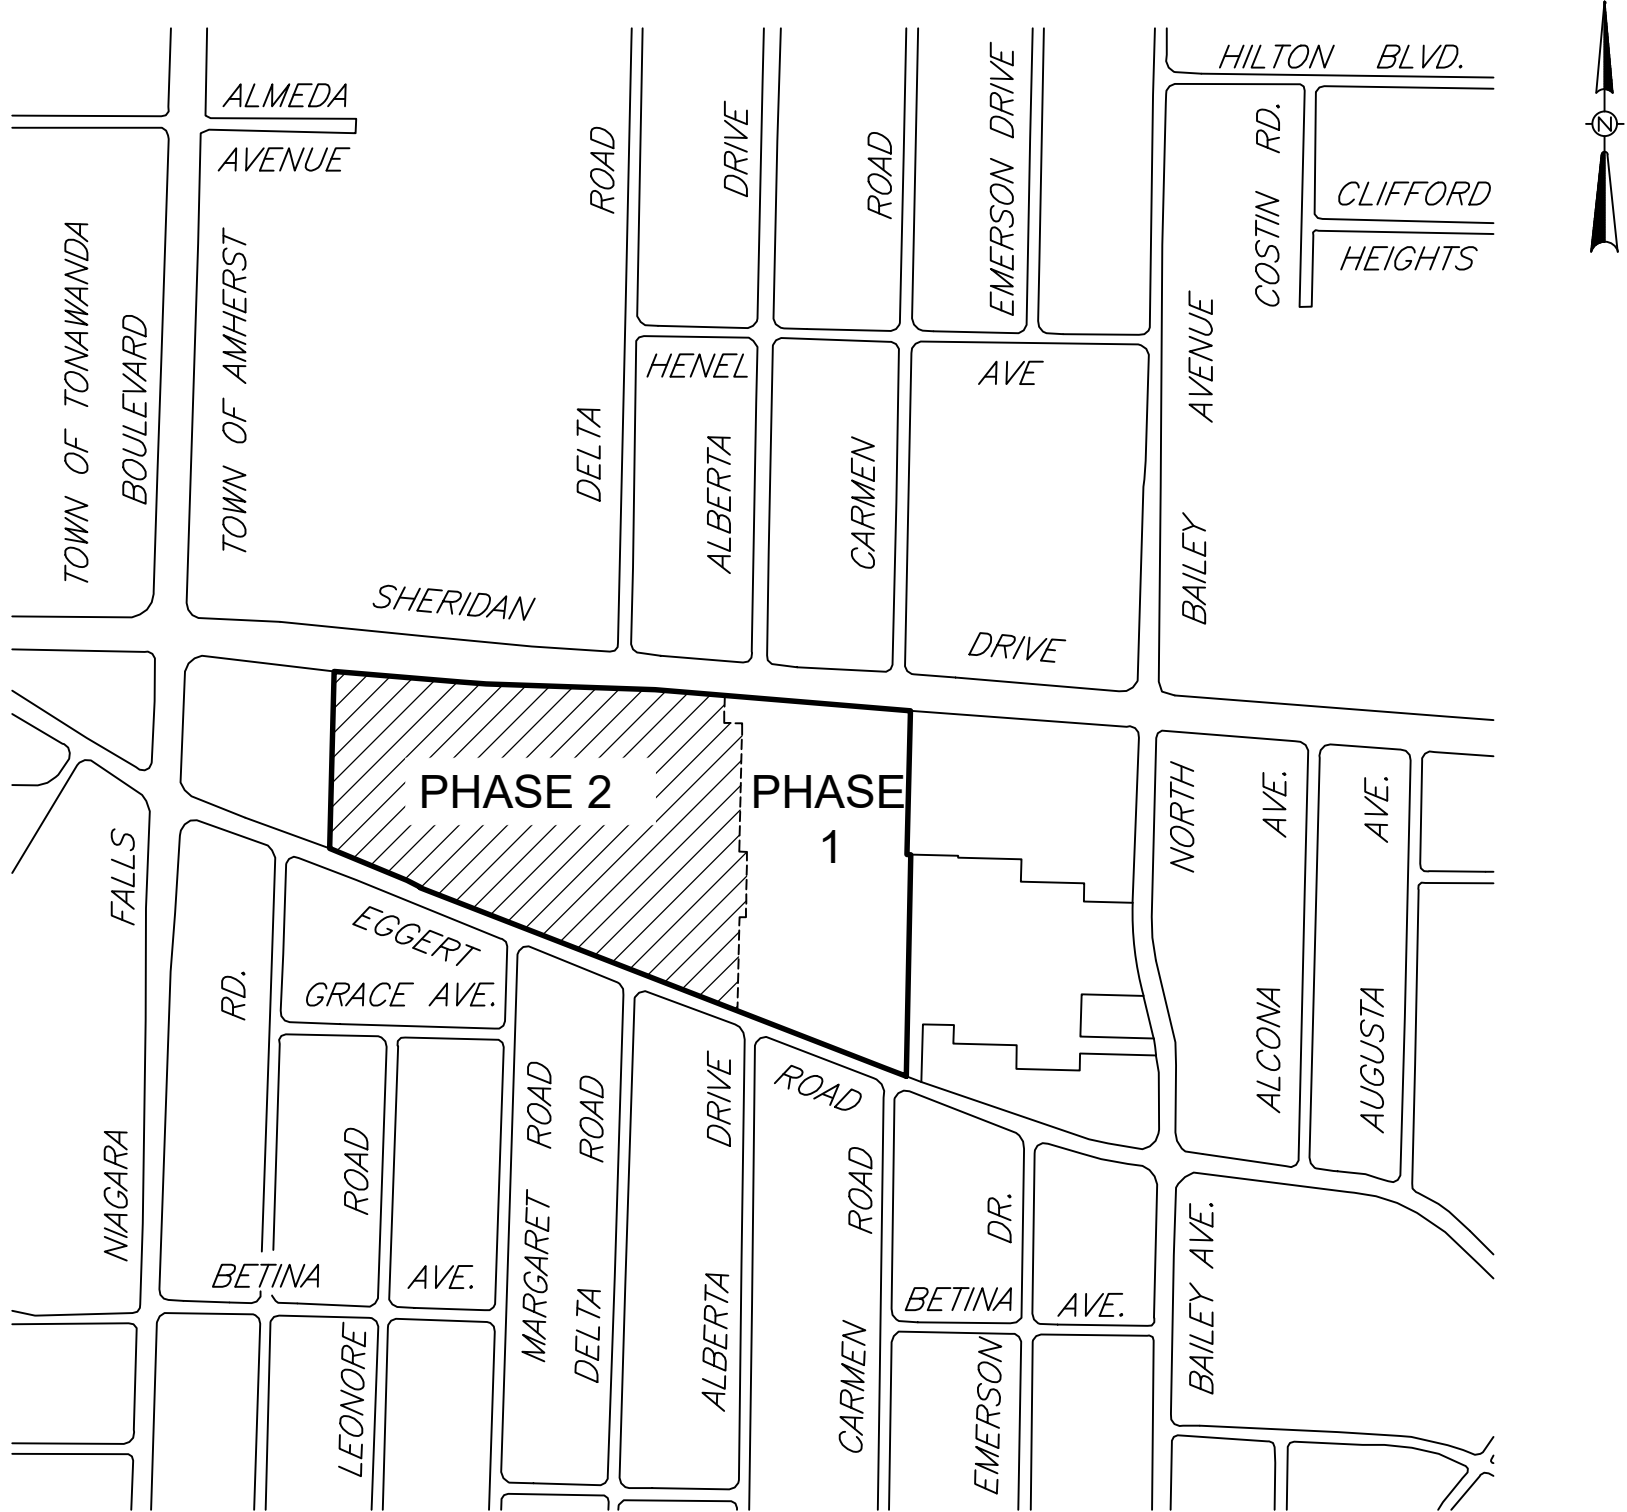 HILTON BLVD.
ALMEDA
AVENUE
ROAD
DRIVE
ROAD
EMERSON DRIVE
COSTIN RD.
N
CLIFFORD
HEIGHTS
TOWN OF TONAWANDA
BOULEVARD
TOWN OF AMHERST
HENEL AVE
DELTA
ALBERTA
CARMEN
BAILEY AVENUE
SHERIDAN DRIVE
PHASE 2
PHASE
1
NORTH
ALCONA AVE.
AUGUSTA AVE.
NIAGARA FALLS
EGGERT ROAD
GRACE AVE.
RD.
LEONORE ROAD
MARGARET ROAD
DELTA ROAD
ALBERTA DRIVE
CARMEN ROAD
EMERSON DR.
BAILEY AVE.
BETINA AVE.
BETINA AVE.